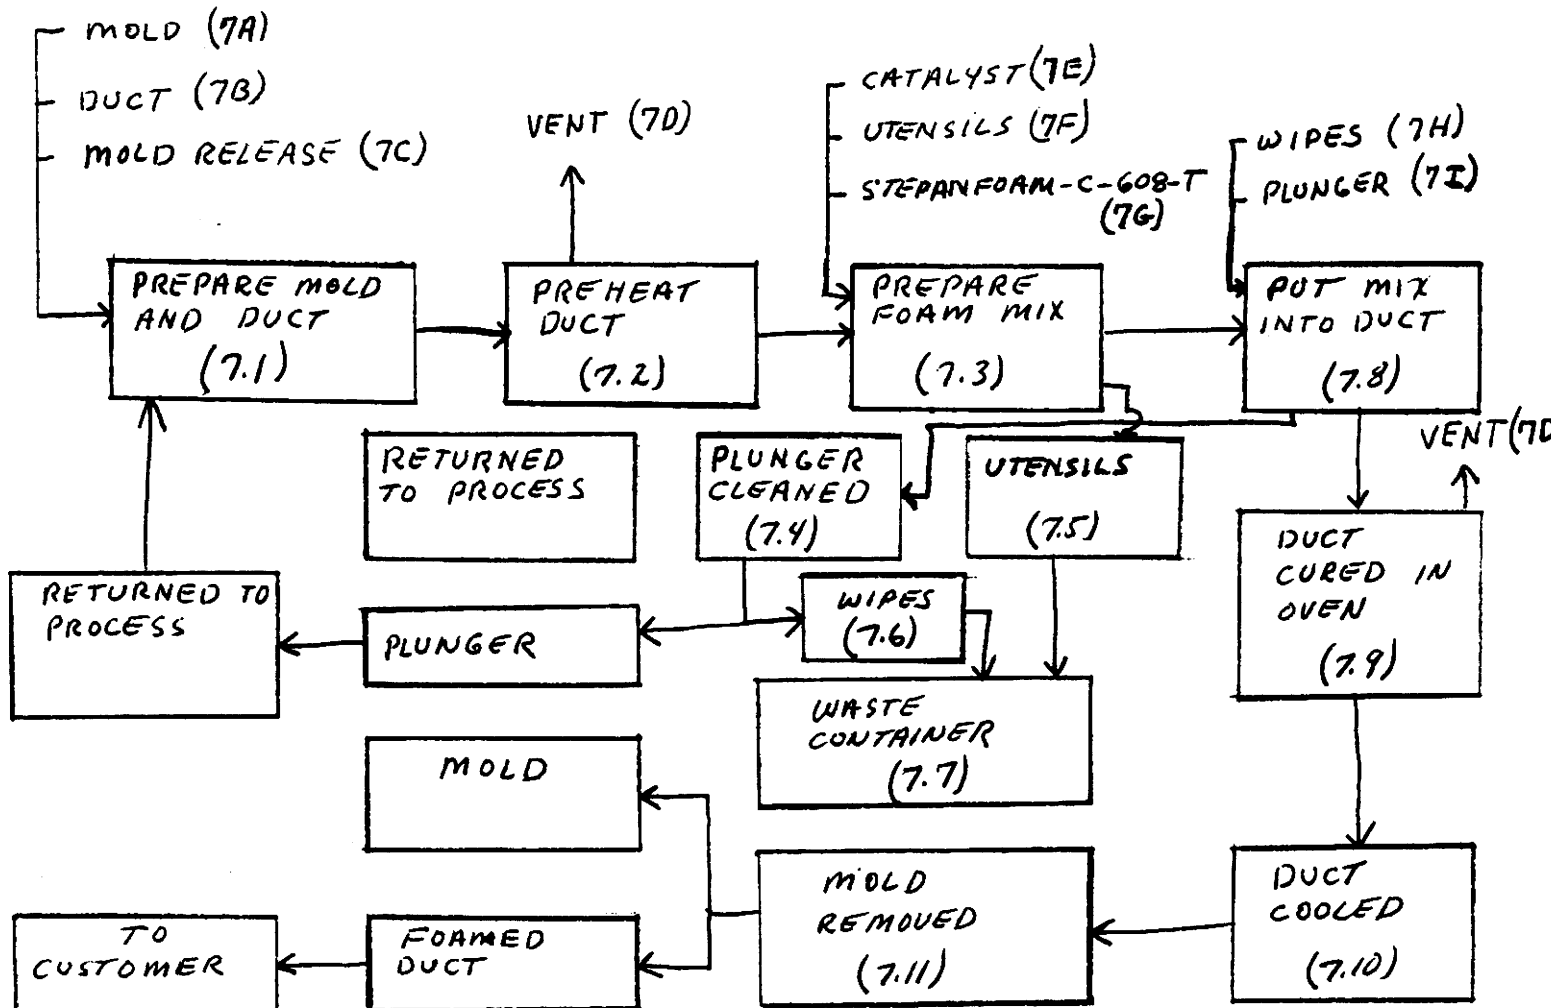 MOLD (7A)
DUCT (7B)
MOLD RELEASE (7C)
VENT (7D)
CATALYST (7E)
UTENSILS (7F)
STEPANFOAM-C-608-T
(7G)
WIPES (7H)
PLUNGER (7I)
PREPARE MOLD
AND DUCT
(7.1)
PREHEAT
DUCT
(7.2)
PREPARE
FOAM MIX
(7.3)
PUT MIX
INTO DUCT
(7.8)
RETURNED
TO PROCESS
PLUNGER
CLEANED
(7.4)
UTENSILS
(7.5)
VENT (7D
DUCT
CURED IN
OVEN
(7.9)
RETURNED TO
PROCESS
PLUNGER
WIPES
(7.6)
WASTE
CONTAINER
(7.7)
MOLD
MOLD
REMOVED
(7.11)
DUCT
COOLED
(7.10)
TO
CUSTOMER
FOAMED
DUCT